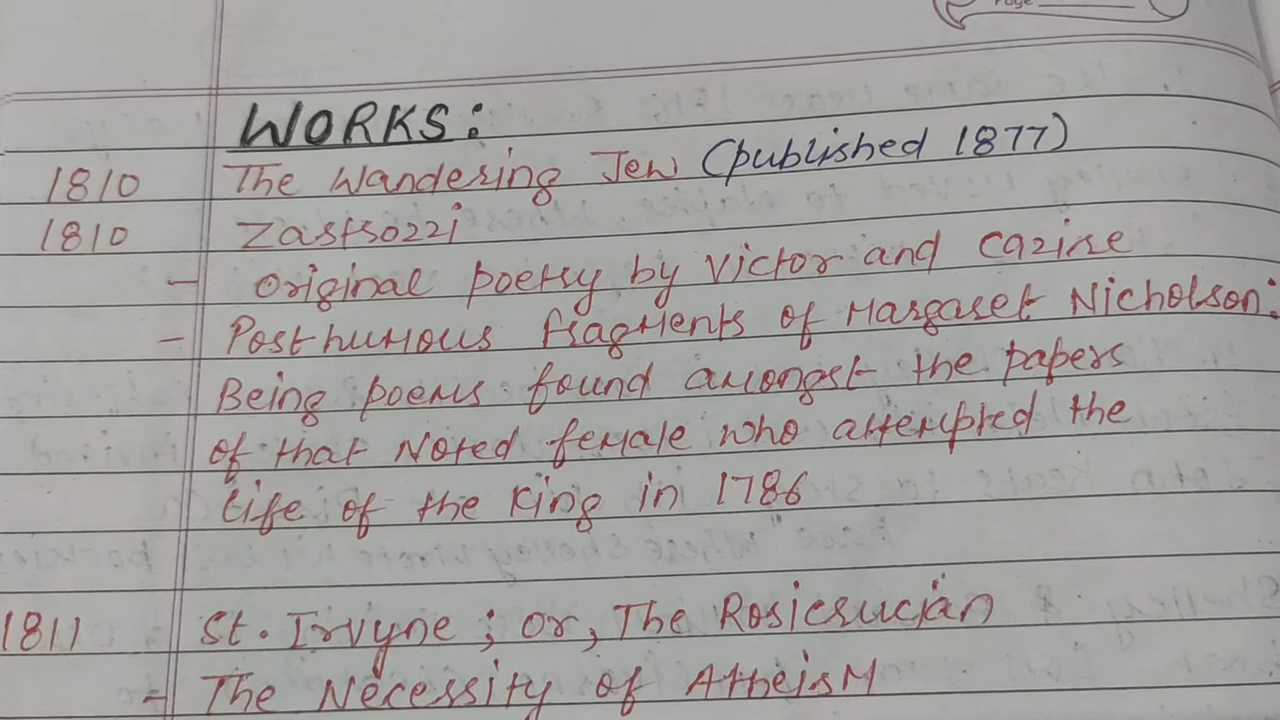 Page
WORKS:
1810 The Wandering Jew (published 1877)
1810 Zastrozzi
- Original poetry by Victor and Cazire
- Posthumous fragments of Margaret Nicholson:
Being poems found amongst the papers
of that Noted female who attempted the
life of the King in 1786
1811 St. Irvyne; or, The Rosicrucian
- The Necessity of Atheism